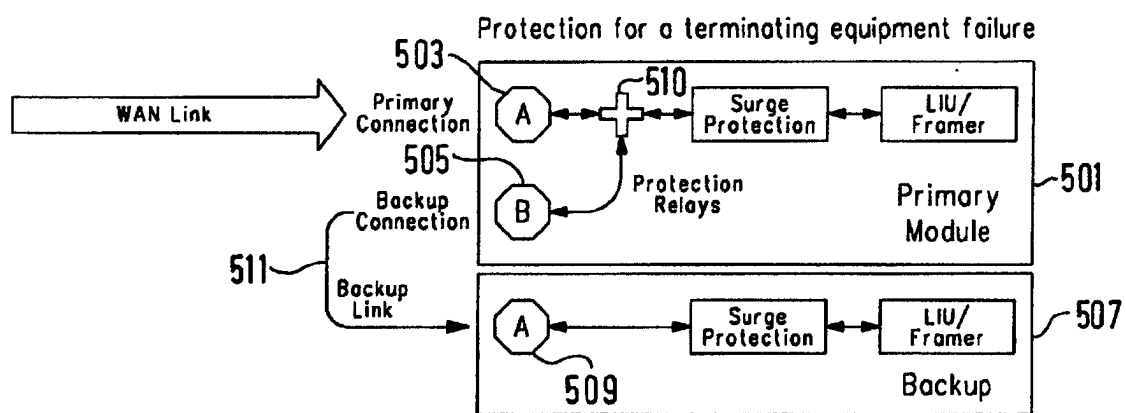 Protection for a terminating equipment failure
503
510
WAN Link
Primary
Connection
A
Surge
Protection
LIU/
Framer
505
501
Backup
Connection
B
Protection
Relays
Primary
Module
511
Backup
Link
A
Surge
Protection
LIU/
Framer
507
509
Backup